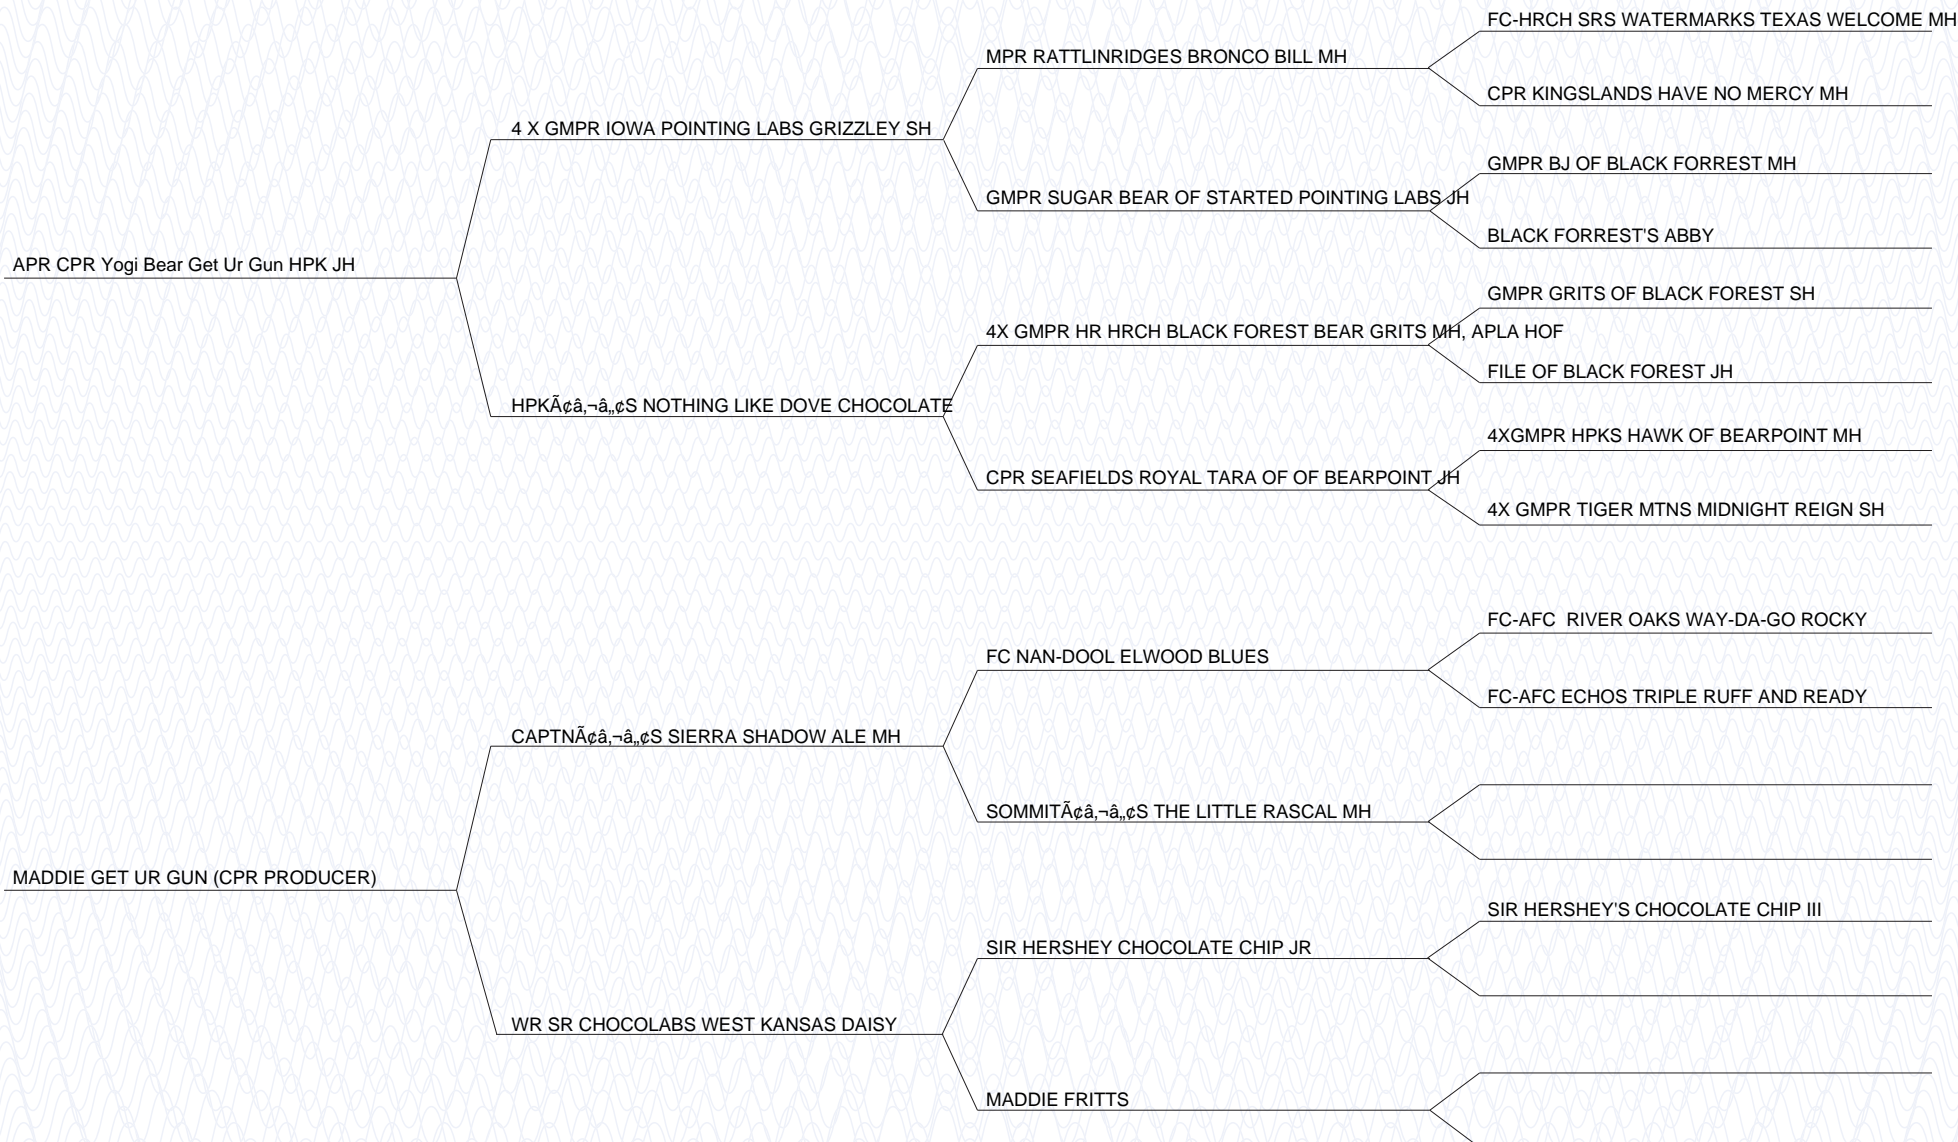 FC-HRCH SRS WATERMARKS TEXAS WELCOME MH
MPR RATTLINRIDGES BRONCO BILL MH
CPR KINGSLANDS HAVE NO MERCY MH
4 X GMPR IOWA POINTING LABS GRIZZLEY SH
GMPR BJ OF BLACK FORREST MH
GMPR SUGAR BEAR OF STARTED POINTING LABS JH
BLACK FORREST'S ABBY
APR CPR Yogi Bear Get Ur Gun HPK JH
GMPR GRITS OF BLACK FOREST SH
4X GMPR HR HRCH BLACK FOREST BEAR GRITS MH, APLA HOF
FILE OF BLACK FOREST JH
HPKÃ¢â‚¬â„¢S NOTHING LIKE DOVE CHOCOLATE
4XGMPR HPKS HAWK OF BEARPOINT MH
CPR SEAFIELDS ROYAL TARA OF OF BEARPOINT JH
4X GMPR TIGER MTNS MIDNIGHT REIGN SH
FC-AFC  RIVER OAKS WAY-DA-GO ROCKY
FC NAN-DOOL ELWOOD BLUES
FC-AFC ECHOS TRIPLE RUFF AND READY
CAPTNÃ¢â‚¬â„¢S SIERRA SHADOW ALE MH
SOMMITÃ¢â‚¬â„¢S THE LITTLE RASCAL MH
MADDIE GET UR GUN (CPR PRODUCER)
SIR HERSHEY'S CHOCOLATE CHIP III
SIR HERSHEY CHOCOLATE CHIP JR
WR SR CHOCOLABS WEST KANSAS DAISY
MADDIE FRITTS